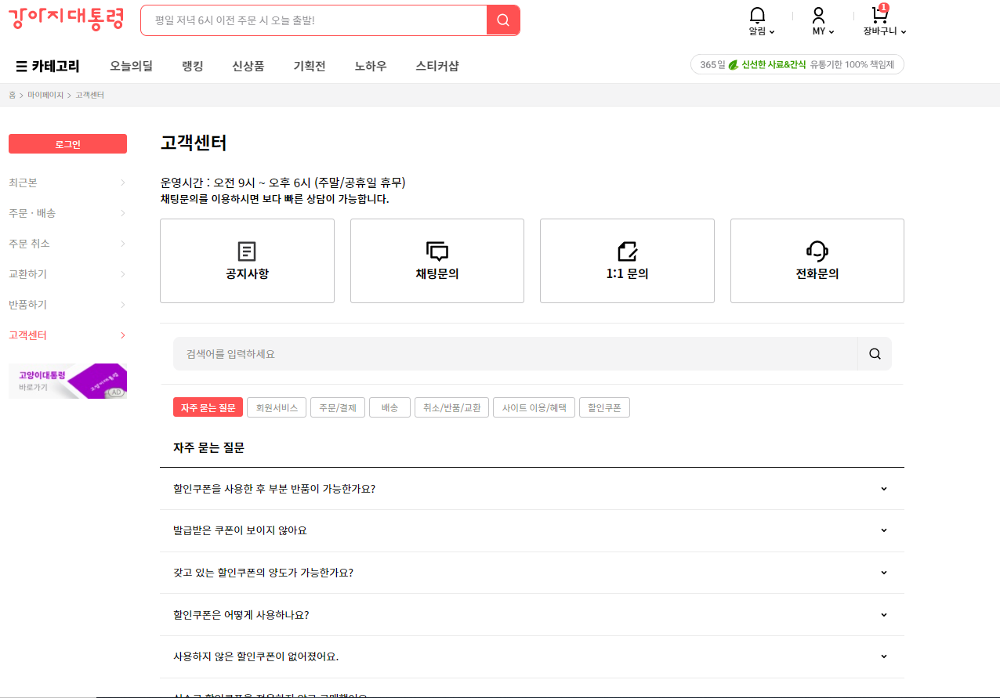 강아지대통령
평일 저녁 6시 이전 주문 시 오늘 출발!
알림
MY
1
장바구니
카테고리
오늘의딜
랭킹
신상품
기획전
노하우
스티커샵
365일 신선한 사료&간식 유통기한 100% 책임제
홈 > 마이페이지 > 고객센터
로그인
최근본
주문 · 배송
주문 취소
교환하기
반품하기
고객센터
고양이대통령
바로가기
고양이대통령
AD
고객센터
운영시간 : 오전 9시 ~ 오후 6시 (주말/공휴일 휴무)
채팅문의를 이용하시면 보다 빠른 상담이 가능합니다.
공지사항
채팅문의
1:1 문의
전화문의
검색어를 입력하세요
자주 묻는 질문
회원서비스
주문/결제
배송
취소/반품/교환
사이트 이용/혜택
할인쿠폰
자주 묻는 질문
할인쿠폰을 사용한 후 부분 반품이 가능한가요?
발급받은 쿠폰이 보이지 않아요
갖고 있는 할인쿠폰의 양도가 가능한가요?
할인쿠폰은 어떻게 사용하나요?
사용하지 않은 할인쿠폰이 없어졌어요.